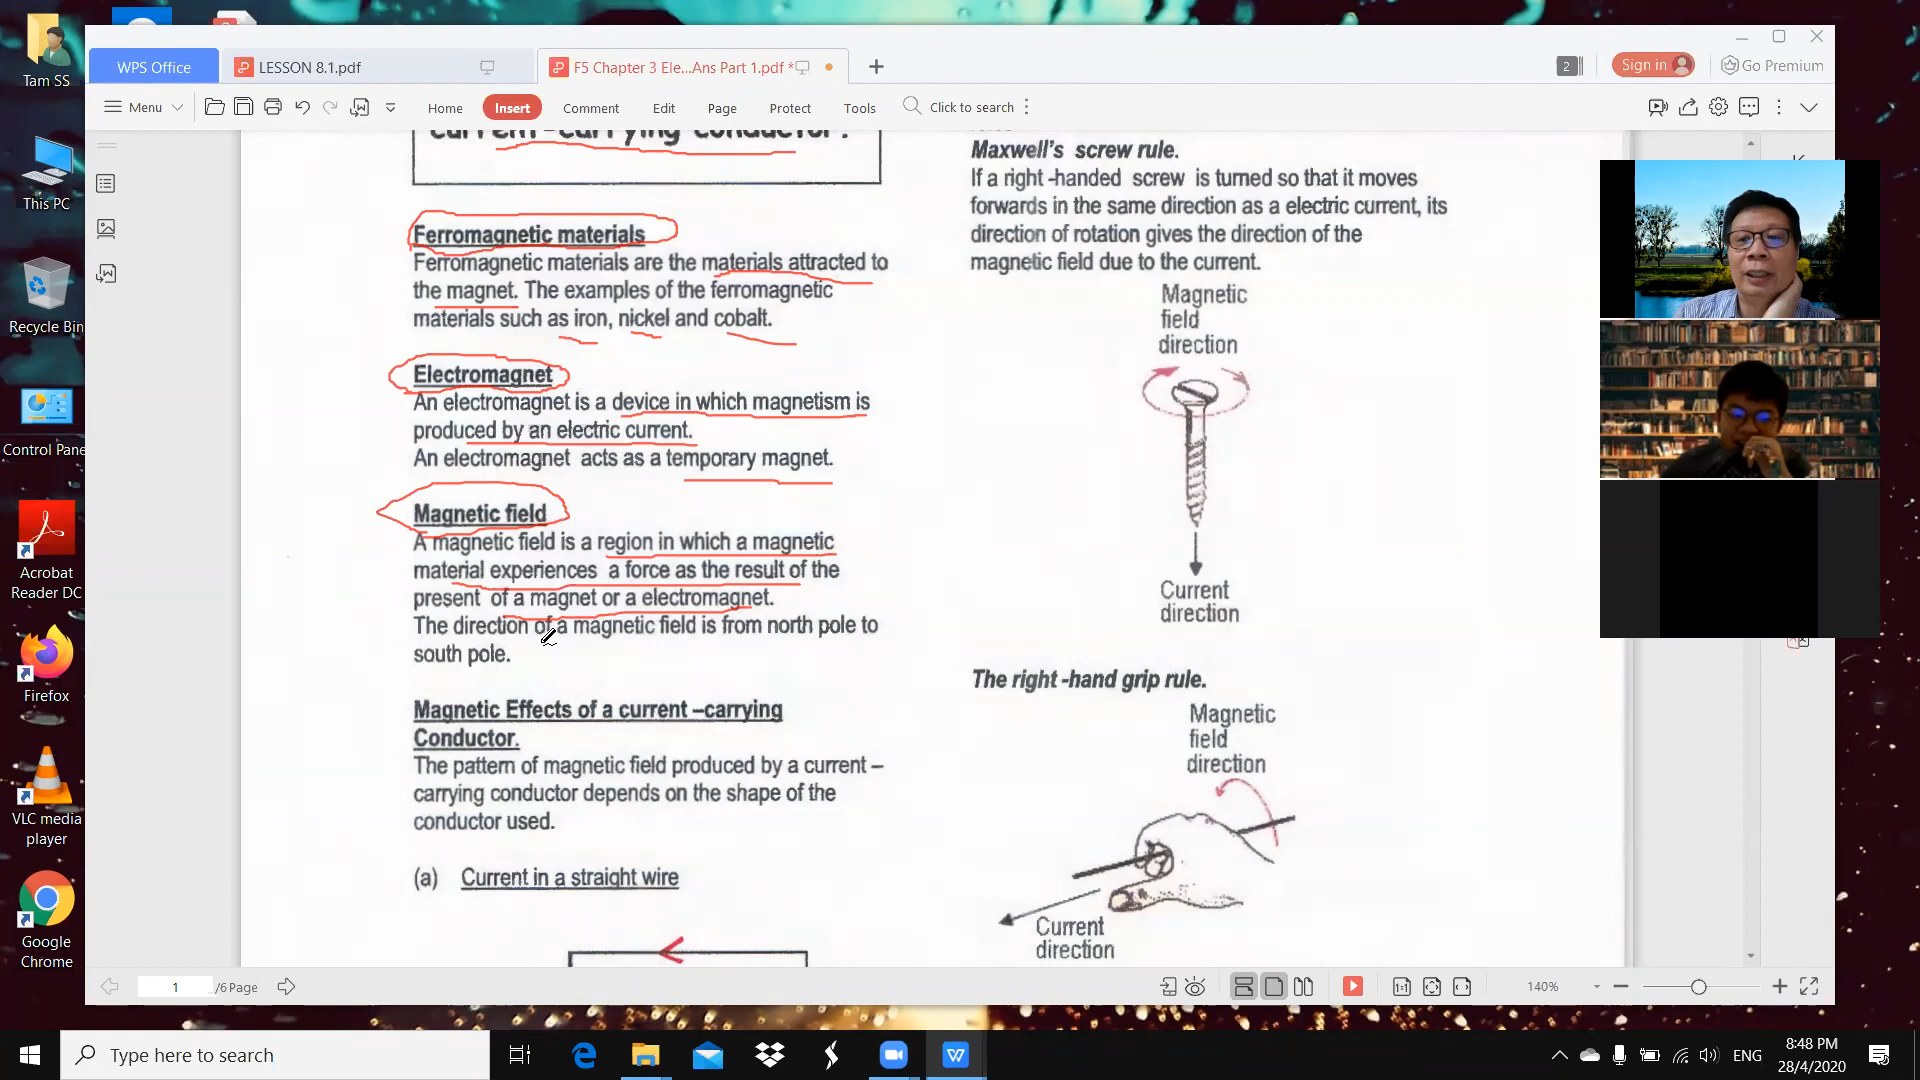 Tam SS
This PC
Recycle Bin
Control Pane
Acrobat
Reader DC
Firefox
VLC media
player
Google
Chrome
WPS Office
LESSON 8.1.pdf
F5 Chapter 3 Ele...Ans Part 1.pdf *
2
Sign in
Go Premium
Menu
Home
Insert
Comment
Edit
Page
Protect
Tools
Click to search
current-carrying conductor.
Ferromagnetic materials
Ferromagnetic materials are the materials attracted to
the magnet. The examples of the ferromagnetic
materials such as iron, nickel and cobalt.
Electromagnet
An electromagnet is a device in which magnetism is
produced by an electric current.
An electromagnet acts as a temporary magnet.
Magnetic field
A magnetic field is a region in which a magnetic
material experiences a force as the result of the
present of a magnet or a electromagnet.
The direction of a magnetic field is from north pole to
south pole.
Magnetic Effects of a current –carrying
Conductor.
The pattern of magnetic field produced by a current –
carrying conductor depends on the shape of the
conductor used.
(a) Current in a straight wire
Maxwell's screw rule.
If a right -handed screw is turned so that it moves
forwards in the same direction as a electric current, its
direction of rotation gives the direction of the
magnetic field due to the current.
Magnetic
field
direction
Current
direction
The right -hand grip rule.
Magnetic
field
direction
Current
direction
1
/6 Page
1:1
140%
Type here to search
ENG
8:48 PM
28/4/2020